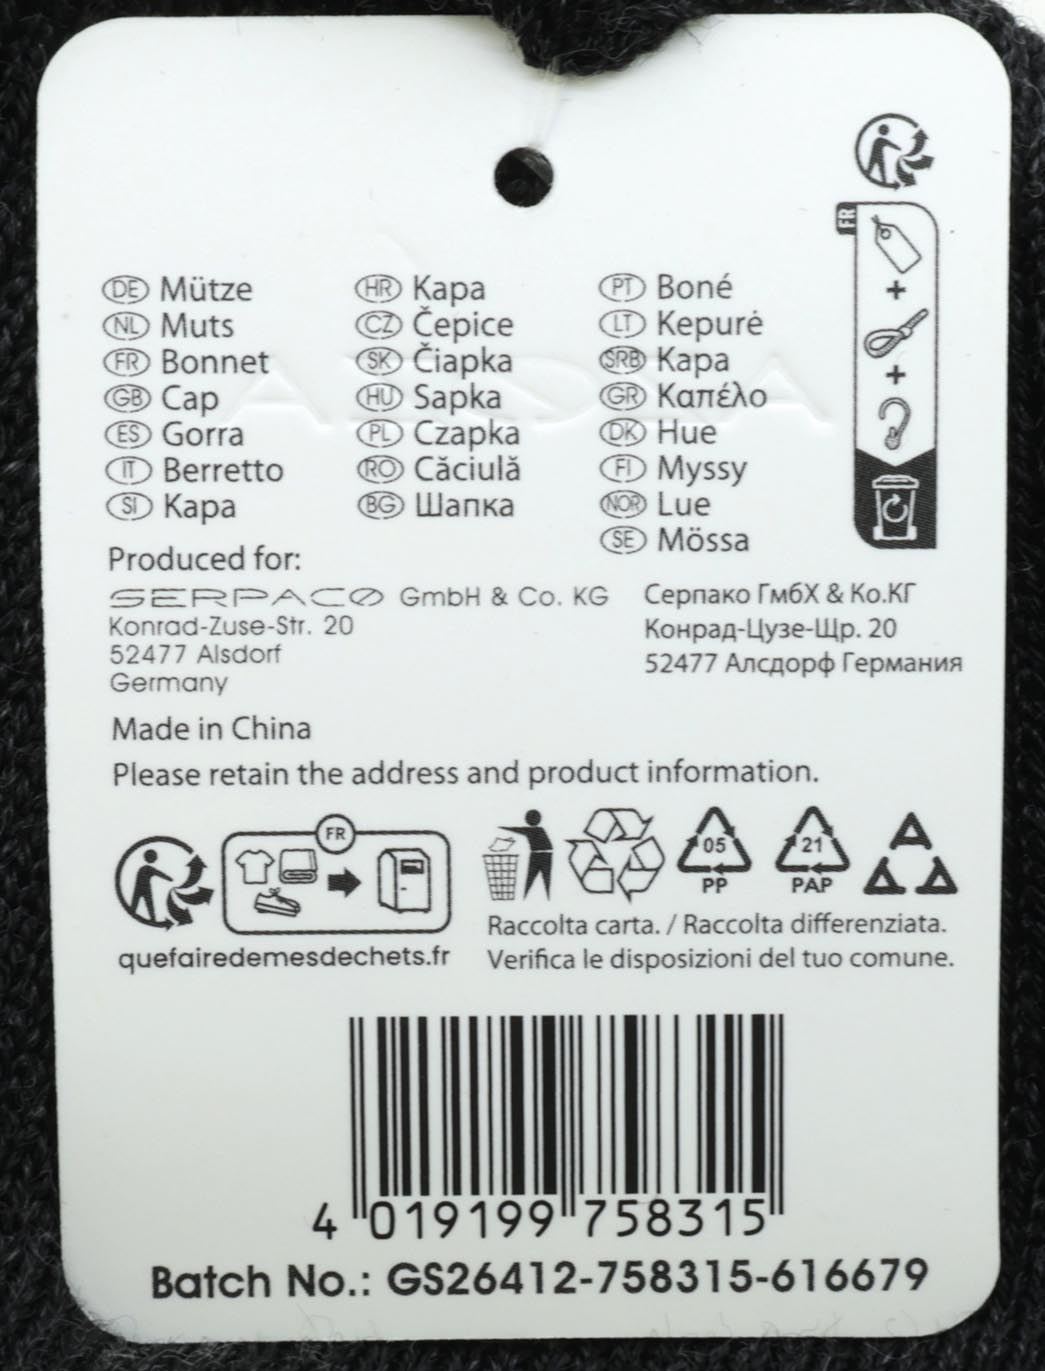 FR
DE Mütze
NL Muts
FR Bonnet
GB Cap
ES Gorra
IT Berretto
SI Kapa
HR Kapa
CZ Čepice
SK Čiapka
HU Sapka
PL Czapka
RO Căciulă
BG Шапка
PT Boné
LT Kepurė
SRB Kapa
GR Καπέλο
DK Hue
FI Myssy
NOR Lue
SE Mössa
Produced for:
SERPACO GmbH & Co. KG
Konrad-Zuse-Str. 20
52477 Alsdorf
Germany
Серпако ГмбХ & Ко.КГ
Конрад-Цузе-Щр. 20
52477 Алсдорф Германия
Made in China
Please retain the address and product information.
FR
quefairedemesdechets.fr
05
PP
21
PAP
Raccolta carta. / Raccolta differenziata.
Verifica le disposizioni del tuo comune.
4 019199 758315
Batch No.: GS26412-758315-616679